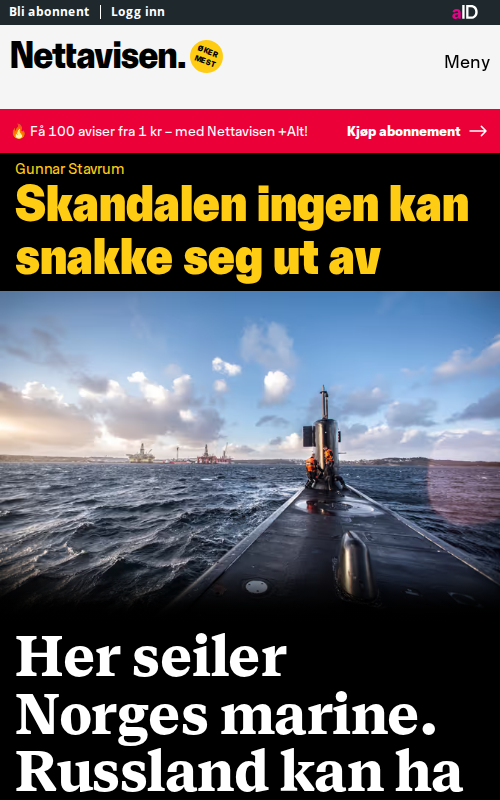 Bli abonnent | Logg inn
aID
Nettavisen.
ØKER
MEST
Meny
🔥 Få 100 aviser fra 1 kr – med Nettavisen +Alt!
Kjøp abonnement →
Gunnar Stavrum
Skandalen ingen kan
snakke seg ut av
Her seiler
Norges marine.
Russland kan ha